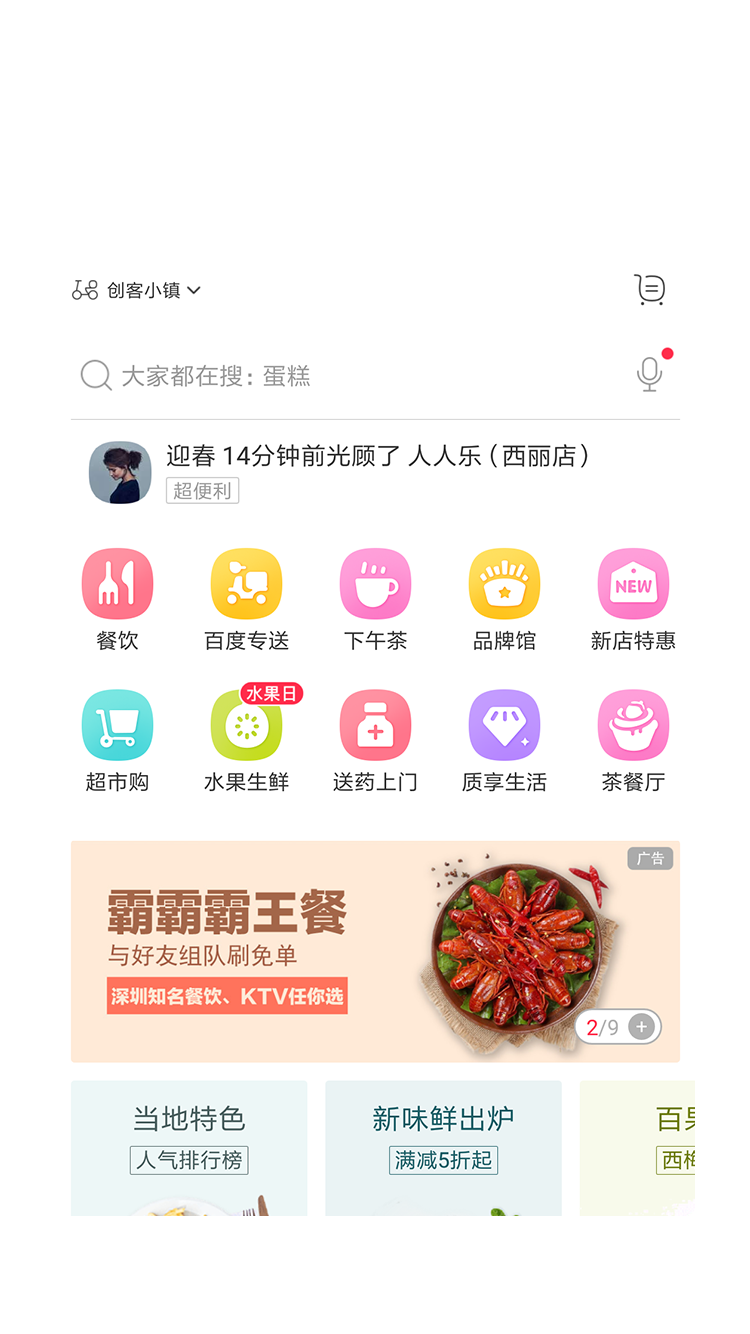 创客小镇
大家都在搜：蛋糕
迎春 14分钟前光顾了 人人乐（西丽店）
超便利
NEW
餐饮
百度专送
下午茶
品牌馆
新店特惠
水果日
超市购
水果生鲜
送药上门
质享生活
茶餐厅
广告
霸霸霸王餐
与好友组队刷免单
深圳知名餐饮、KTV任你选
2/9
当地特色
人气排行榜
新味鲜出炉
满减5折起
百
西